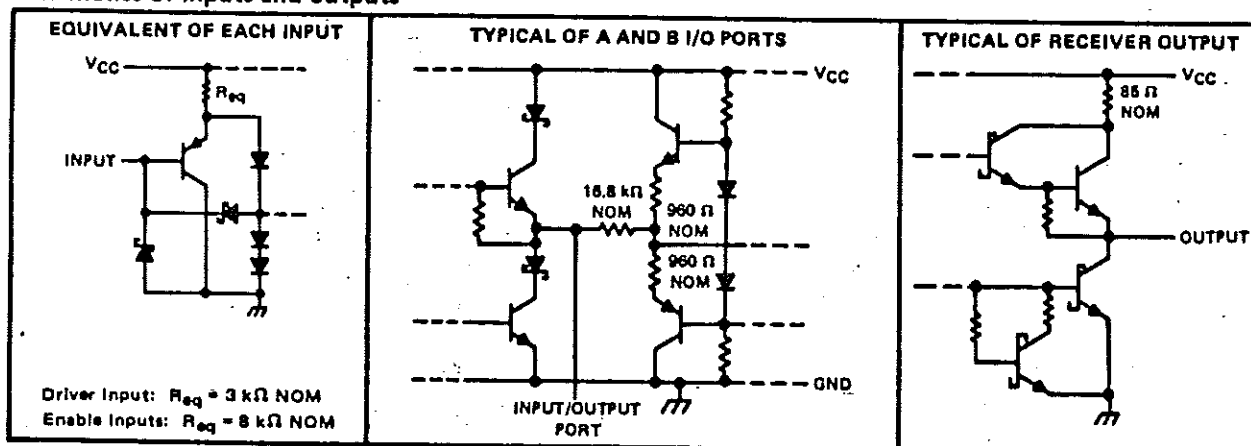 EQUIVALENT OF EACH INPUT
VCC
Req
INPUT
Driver Input: Req = 3 kΩ NOM
Enable Inputs: Req = 8 kΩ NOM
TYPICAL OF A AND B I/O PORTS
VCC
16.8 kΩ
NOM
960 Ω
NOM
960 Ω
NOM
GND
INPUT/OUTPUT
PORT
TYPICAL OF RECEIVER OUTPUT
VCC
85 Ω
NOM
OUTPUT